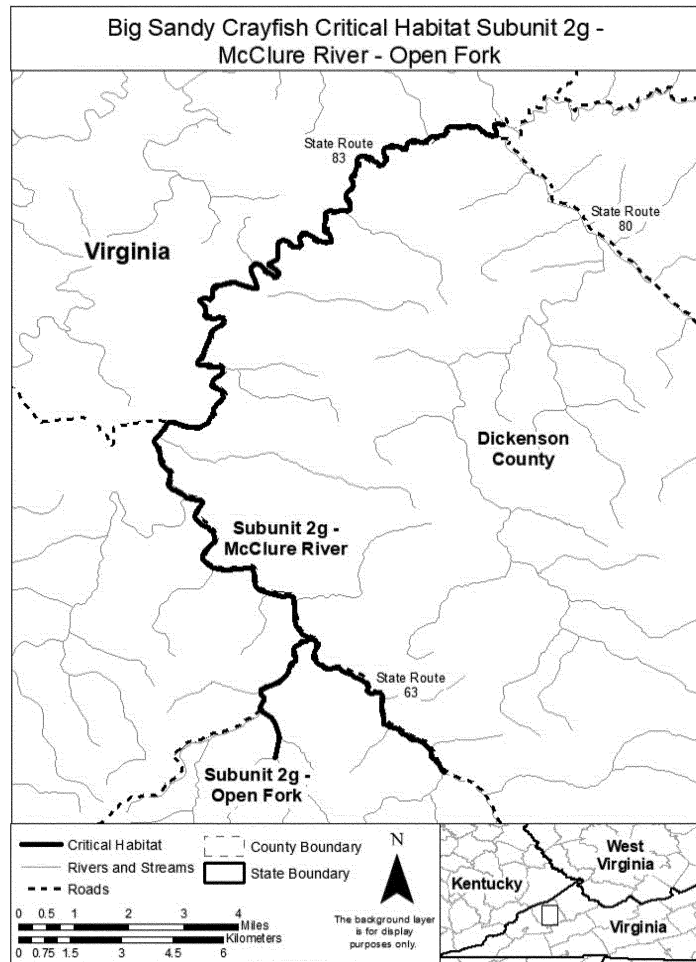 Big Sandy Crayfish Critical Habitat Subunit 2g -
McClure River - Open Fork
State Route
83
State Route
80
Virginia
Dickenson
County
Subunit 2g -
McClure River
State Route
63
Subunit 2g -
Open Fork
Critical Habitat
Rivers and Streams
Roads
County Boundary
State Boundary
N
The background layer
is for display
purposes only.
0 0.5 1 2 3 4
Miles
Kilometers
0 0.75 1.5 3 4.5 6
West
Virginia
Kentucky
Virginia